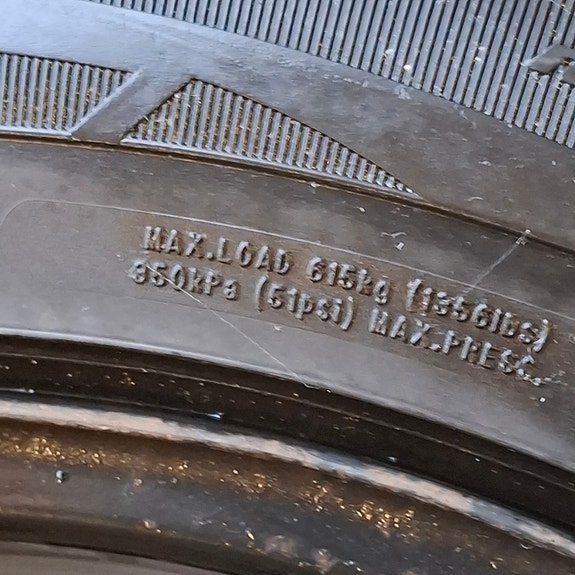 MAX.LOAD 615kg (1356lbs)
350kPa (51psi) MAX.PRESS.